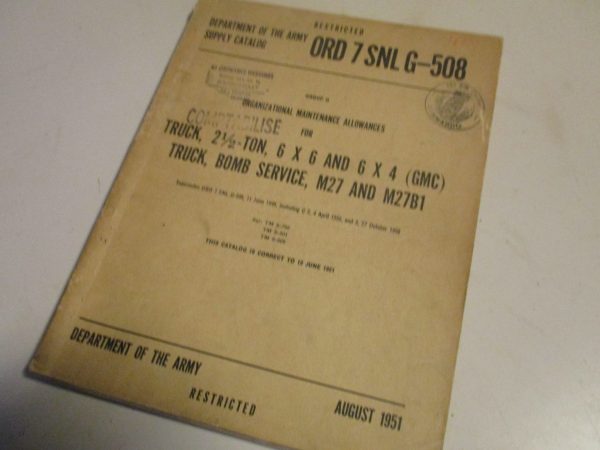 RESTRICTED
DEPARTMENT OF THE ARMY
SUPPLY CATALOG
ORD 7 SNL G-508
GROUP G
ORGANIZATIONAL MAINTENANCE ALLOWANCES
FOR
TRUCK, 2½-TON, 6 X 6 AND 6 X 4 (GMC)
TRUCK, BOMB SERVICE, M27 AND M27B1
THIS CATALOG IS CORRECT TO 18 JUNE 1951
DEPARTMENT OF THE ARMY
RESTRICTED
AUGUST 1951